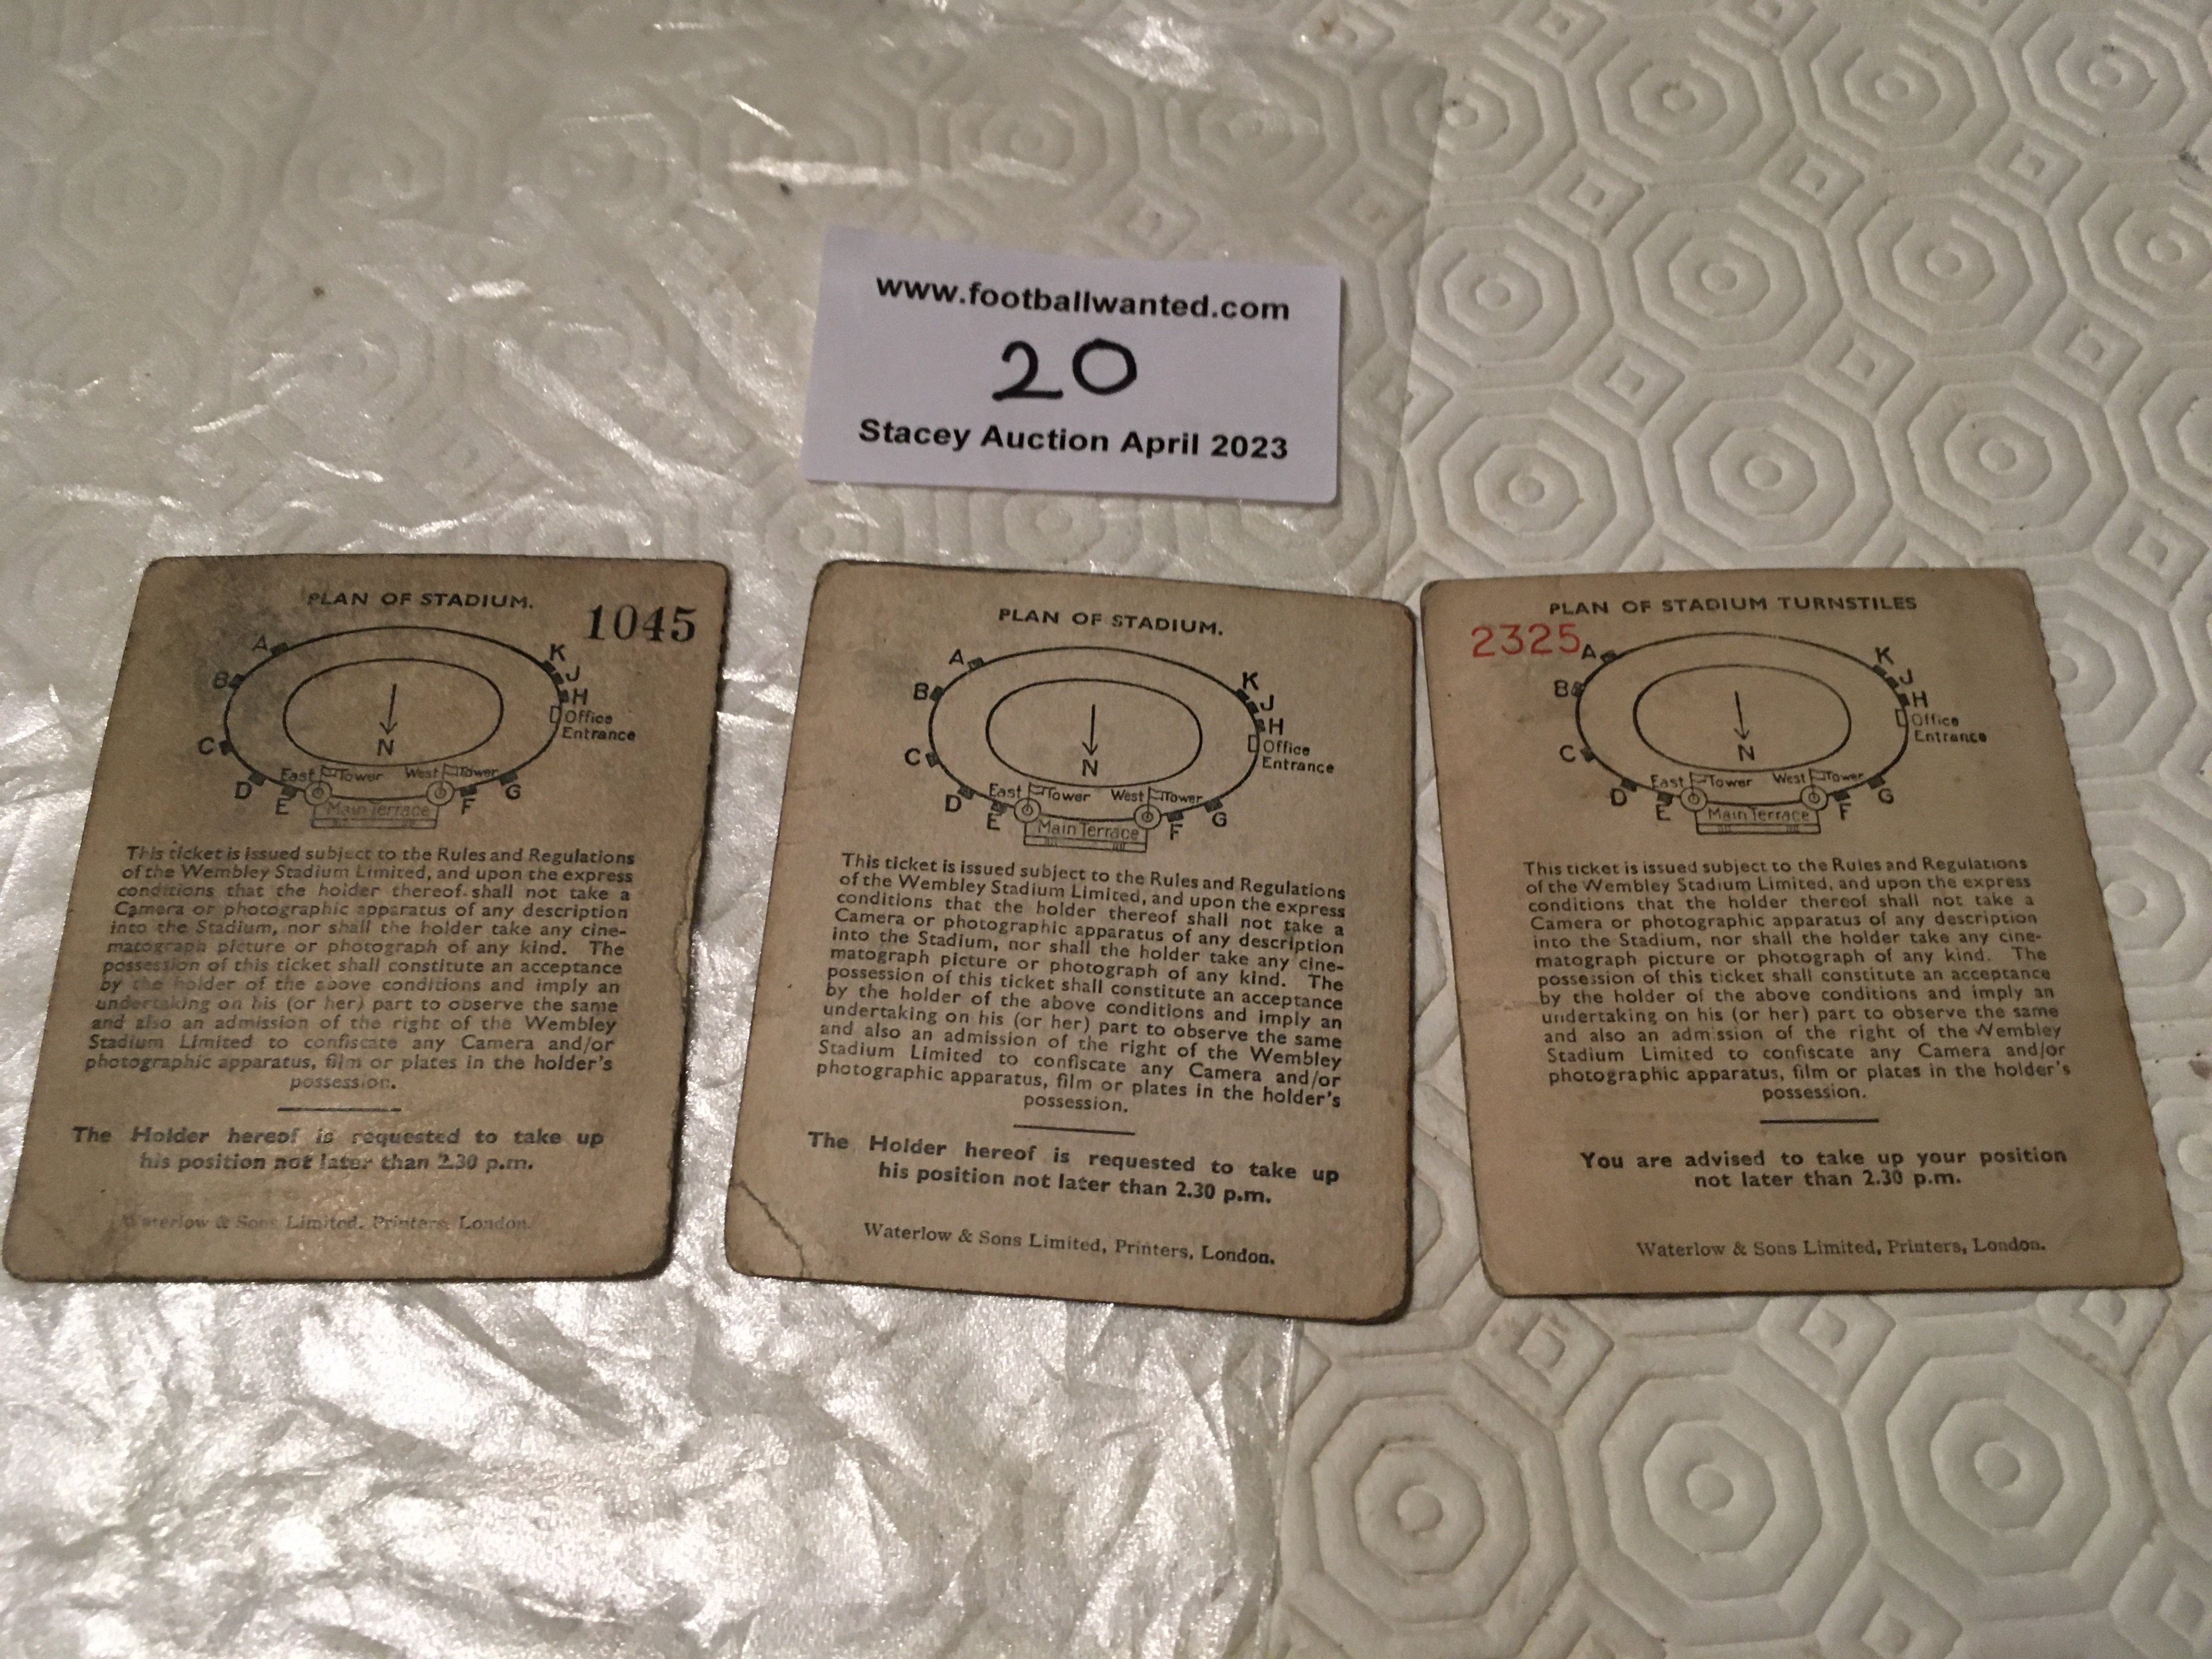 www.footballwanted.com
20
Stacey Auction April 2023
PLAN OF STADIUM.
1045
A
B
C
D
E
F
G
H
J
K
Office
Entrance
N
East Tower
West Tower
Main Terrace
This ticket is issued subject to the Rules and Regulations
of the Wembley Stadium Limited, and upon the express
conditions that the holder thereof shall not take a
Camera or photographic apparatus of any description
into the Stadium, nor shall the holder take any cine-
matograph picture or photograph of any kind. The
possession of this ticket shall constitute an acceptance
by the holder of the above conditions and imply an
undertaking on his (or her) part to observe the same
and also an admission of the right of the Wembley
Stadium Limited to confiscate any Camera and/or
photographic apparatus, film or plates in the holder's
possession.
The Holder hereof is requested to take up
his position not later than 2.30 p.m.
Waterlow & Sons Limited, Printers, London.
PLAN OF STADIUM.
A
B
C
D
E
F
G
H
J
K
Office
Entrance
N
East Tower
West Tower
Main Terrace
This ticket is issued subject to the Rules and Regulations
of the Wembley Stadium Limited, and upon the express
conditions that the holder thereof shall not take a
Camera or photographic apparatus of any description
into the Stadium, nor shall the holder take any cine-
matograph picture or photograph of any kind. The
possession of this ticket shall constitute an acceptance
by the holder of the above conditions and imply an
undertaking on his (or her) part to observe the same
and also an admission of the right of the Wembley
Stadium Limited to confiscate any Camera and/or
photographic apparatus, film or plates in the holder's
possession.
The Holder hereof is requested to take up
his position not later than 2.30 p.m.
Waterlow & Sons Limited, Printers, London.
PLAN OF STADIUM TURNSTILES
2325
A
B
C
D
E
F
G
H
J
K
Office
Entrance
N
East Tower
West Tower
Main Terrace
This ticket is issued subject to the Rules and Regulations
of the Wembley Stadium Limited, and upon the express
conditions that the holder thereof shall not take a
Camera or photographic apparatus of any description
into the Stadium, nor shall the holder take any cine-
matograph picture or photograph of any kind. The
possession of this ticket shall constitute an acceptance
by the holder of the above conditions and imply an
undertaking on his (or her) part to observe the same
and also an admission of the right of the Wembley
Stadium Limited to confiscate any Camera and/or
photographic apparatus, film or plates in the holder's
possession.
You are advised to take up your position
not later than 2.30 p.m.
Waterlow & Sons Limited, Printers, London.